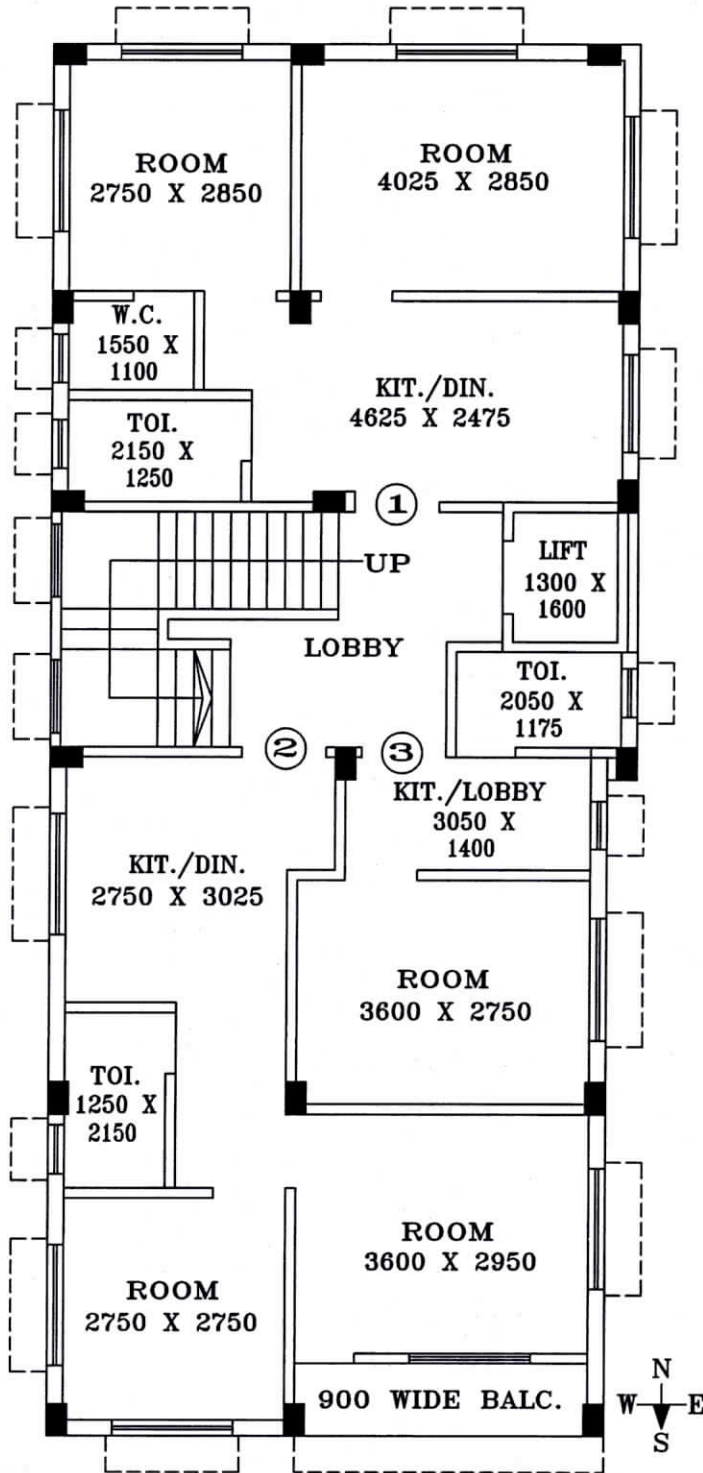 ROOM
2750 X 2850
ROOM
4025 X 2850
W.C.
1550 X
1100
KIT./DIN.
4625 X 2475
TOI.
2150 X
1250
1
LIFT
1300 X
1600
UP
LOBBY
TOI.
2050 X
1175
2
3
KIT./LOBBY
3050 X
1400
KIT./DIN.
2750 X 3025
ROOM
3600 X 2750
TOI.
1250 X
2150
ROOM
3600 X 2950
ROOM
2750 X 2750
900 WIDE BALC.
N
W E
S